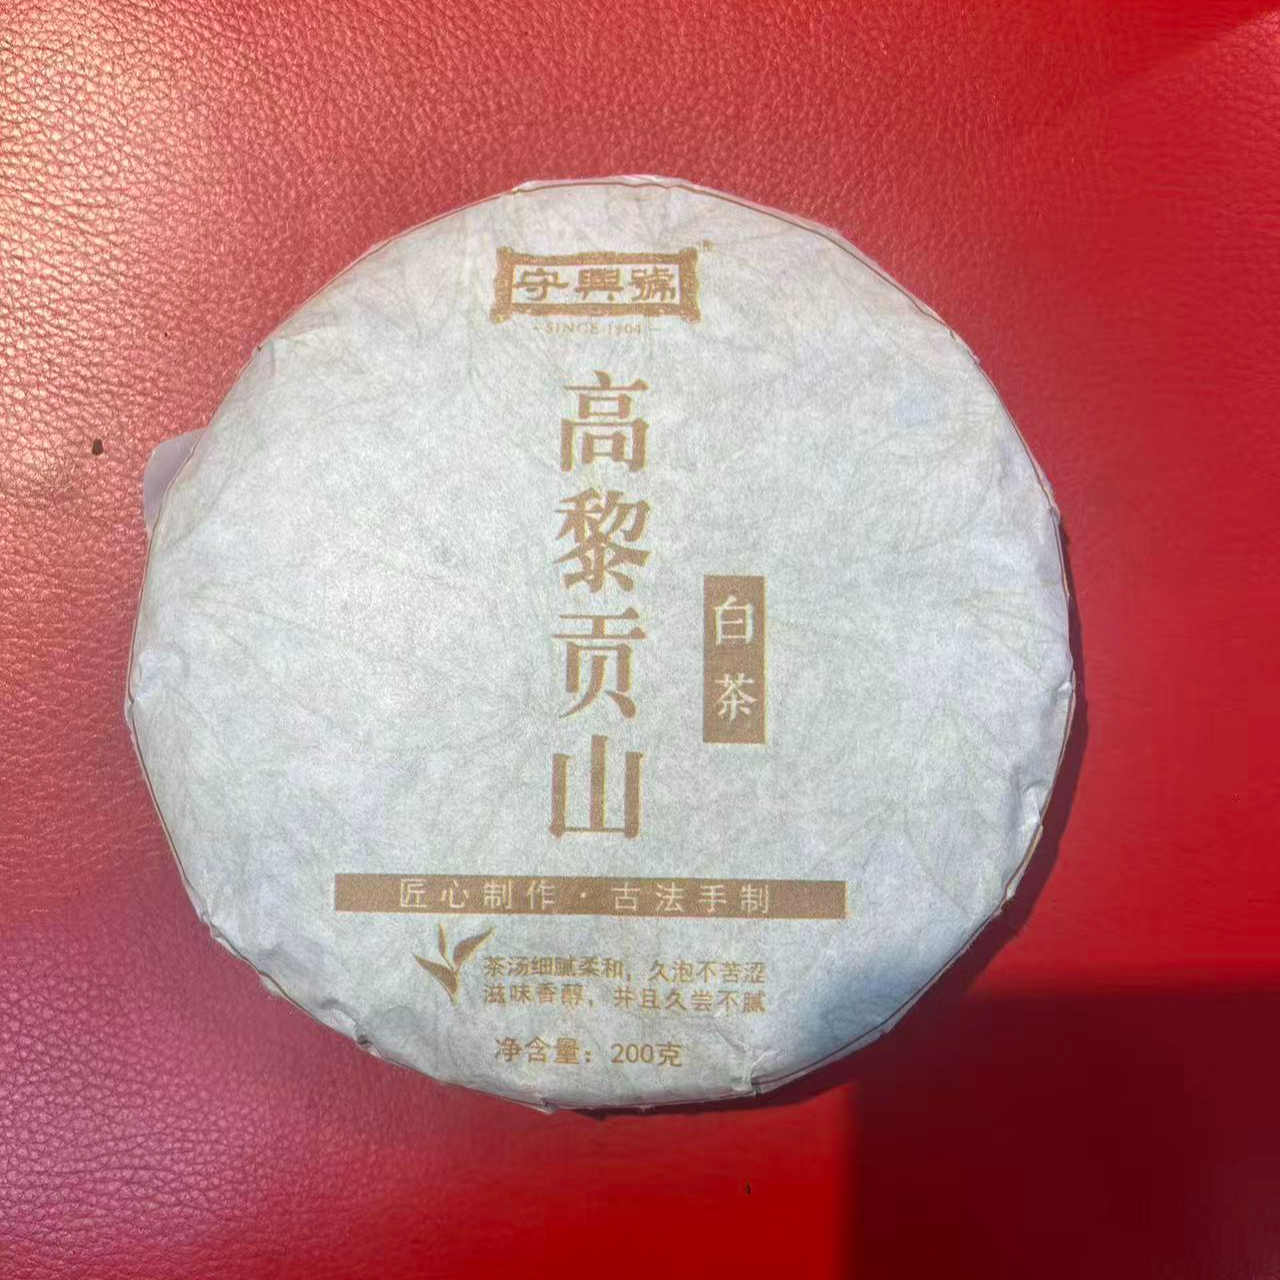 守興號
SINCE 1904
高黎贡山
白茶
匠心制作·古法手制
茶汤细腻柔和，久泡不苦涩
滋味香醇，并且久尝不腻
净含量：200克